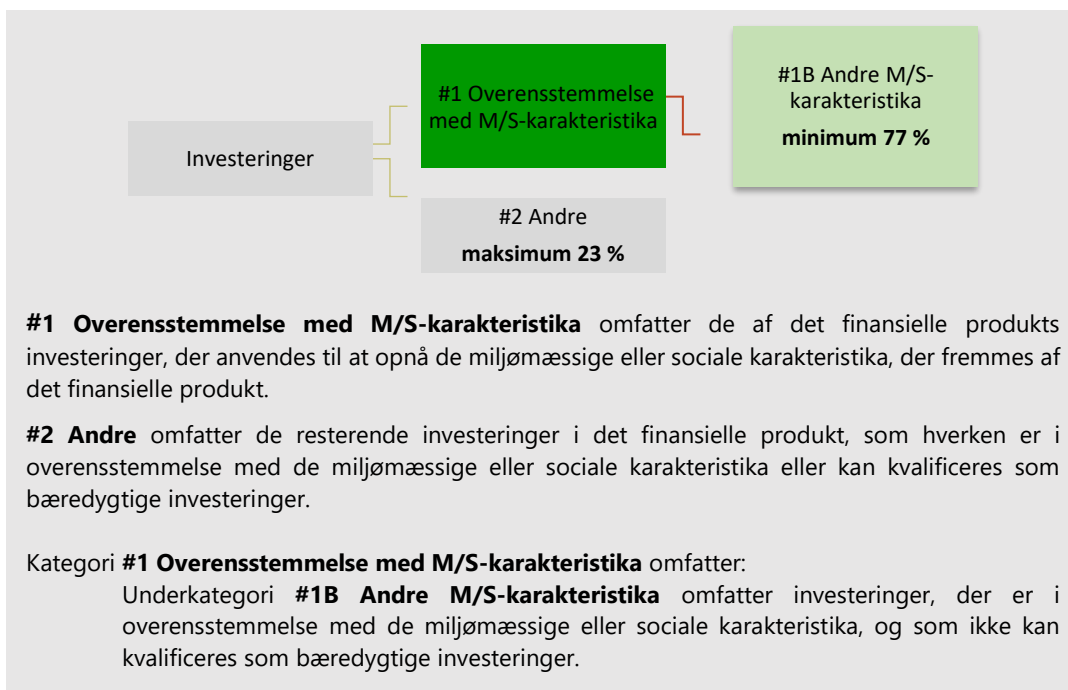 Investeringer
#1 Overensstemmelse
med M/S-karakteristika
#1B Andre M/S-
karakteristika
minimum 77 %
#2 Andre
maksimum 23 %
#1 Overensstemmelse med M/S-karakteristika omfatter de af det finansielle produkts
investeringer, der anvendes til at opnå de miljømæssige eller sociale karakteristika, der fremmes af
det finansielle produkt.
#2 Andre omfatter de resterende investeringer i det finansielle produkt, som hverken er i
overensstemmelse med de miljømæssige eller sociale karakteristika eller kan kvalificeres som
bæredygtige investeringer.
Kategori #1 Overensstemmelse med M/S-karakteristika omfatter:
Underkategori #1B Andre M/S-karakteristika omfatter investeringer, der er i
overensstemmelse med de miljømæssige eller sociale karakteristika, og som ikke kan
kvalificeres som bæredygtige investeringer.